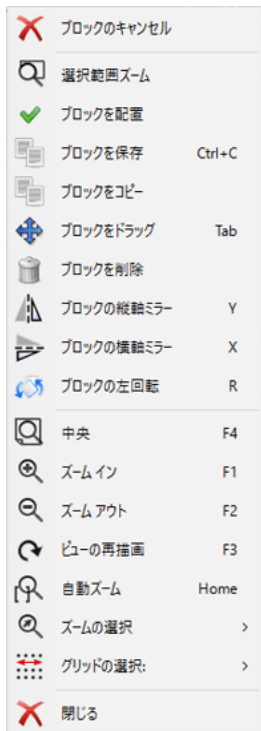 ブロックのキャンセル
選択範囲ズーム
ブロックを配置
ブロックを保存 Ctrl+C
ブロックをコピー
ブロックをドラッグ Tab
ブロックを削除
ブロックの縦軸ミラー Y
ブロックの横軸ミラー X
ブロックの左回転 R
中央 F4
ズーム イン F1
ズーム アウト F2
ビューの再描画 F3
自動ズーム Home
ズームの選択
グリッドの選択:
閉じる